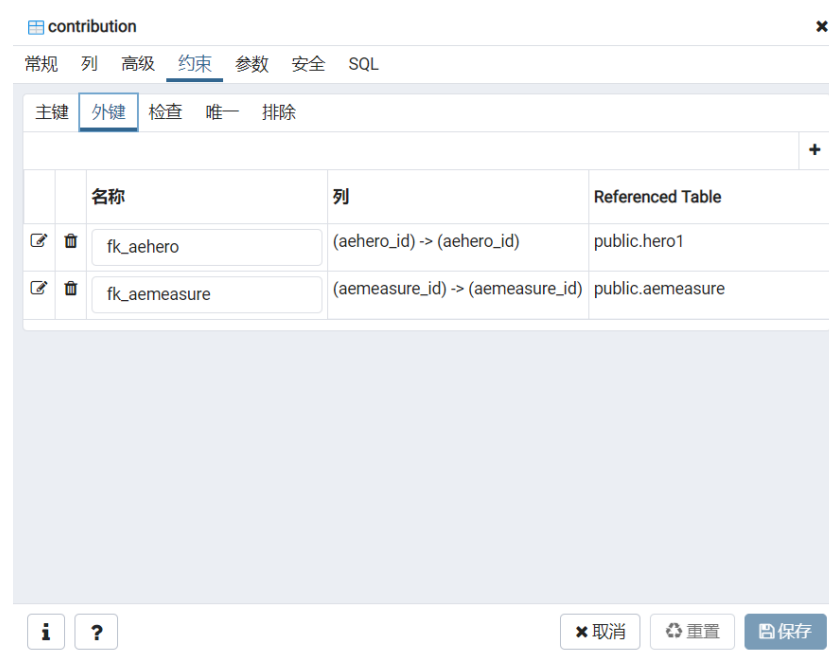 contribution
常规 列 高级 约束 参数 安全 SQL
主键 外键 检查 唯一 排除
名称 列 Referenced Table
fk_aehero (aehero_id) -> (aehero_id) public.hero1
fk_aemeasure (aemeasure_id) -> (aemeasure_id) public.aemeasure
i ? 取消 重置 保存